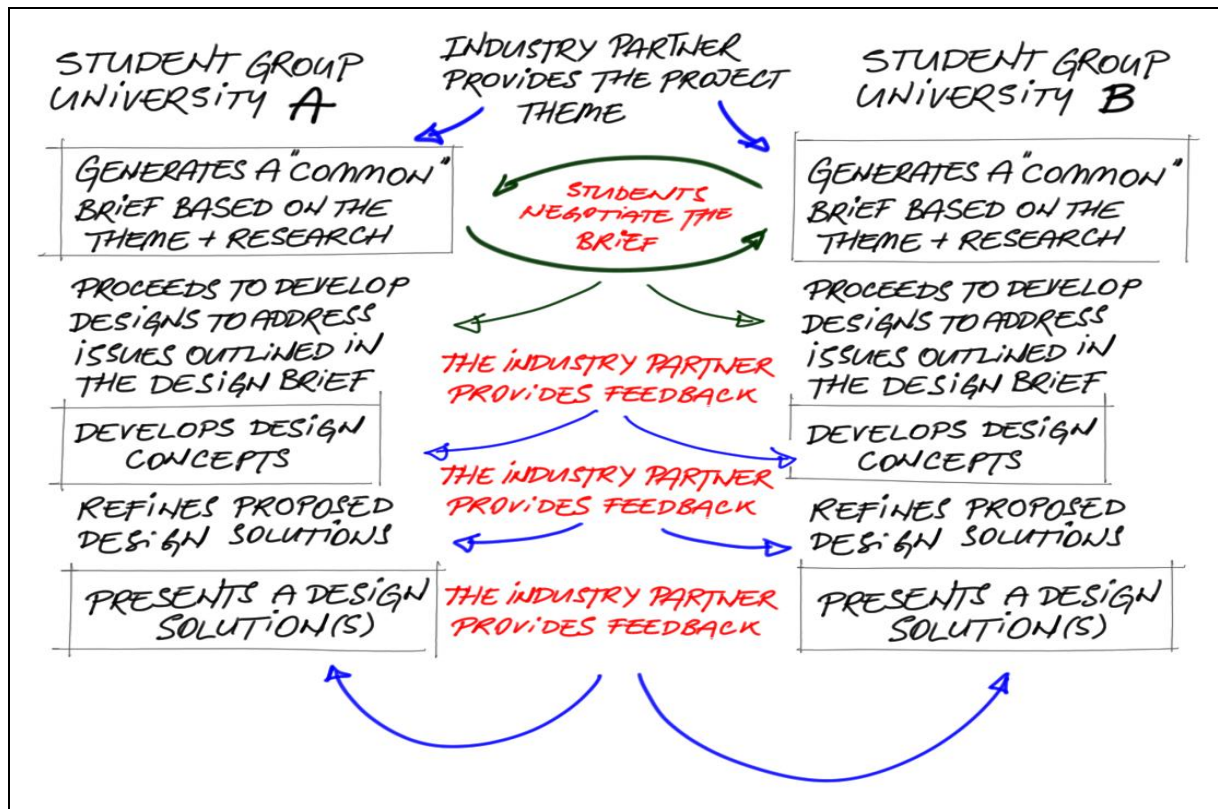 STUDENT GROUP
UNIVERSITY A
GENERATES A "COMMON"
BRIEF BASED ON THE
THEME + RESEARCH
PROCEEDS TO DEVELOP
DESIGNS TO ADDRESS
ISSUES OUTLINED IN
THE DESIGN BRIEF
DEVELOPS DESIGN
CONCEPTS
REFINES PROPOSED
DESIGN SOLUTIONS
PRESENTS A DESIGN
SOLUTION(S)
INDUSTRY PARTNER
PROVIDES THE PROJECT
THEME
STUDENTS
NEGOTIATE THE
BRIEF
THE INDUSTRY PARTNER
PROVIDES FEEDBACK
THE INDUSTRY PARTNER
PROVIDES FEEDBACK
THE INDUSTRY PARTNER
PROVIDES FEEDBACK
STUDENT GROUP
UNIVERSITY B
GENERATES A "COMMON"
BRIEF BASED ON THE
THEME + RESEARCH
PROCEEDS TO DEVELOP
DESIGNS TO ADDRESS
ISSUES OUTLINED IN
THE DESIGN BRIEF
DEVELOPS DESIGN
CONCEPTS
REFINES PROPOSED
DESIGN SOLUTIONS
PRESENTS A DESIGN
SOLUTION(S)